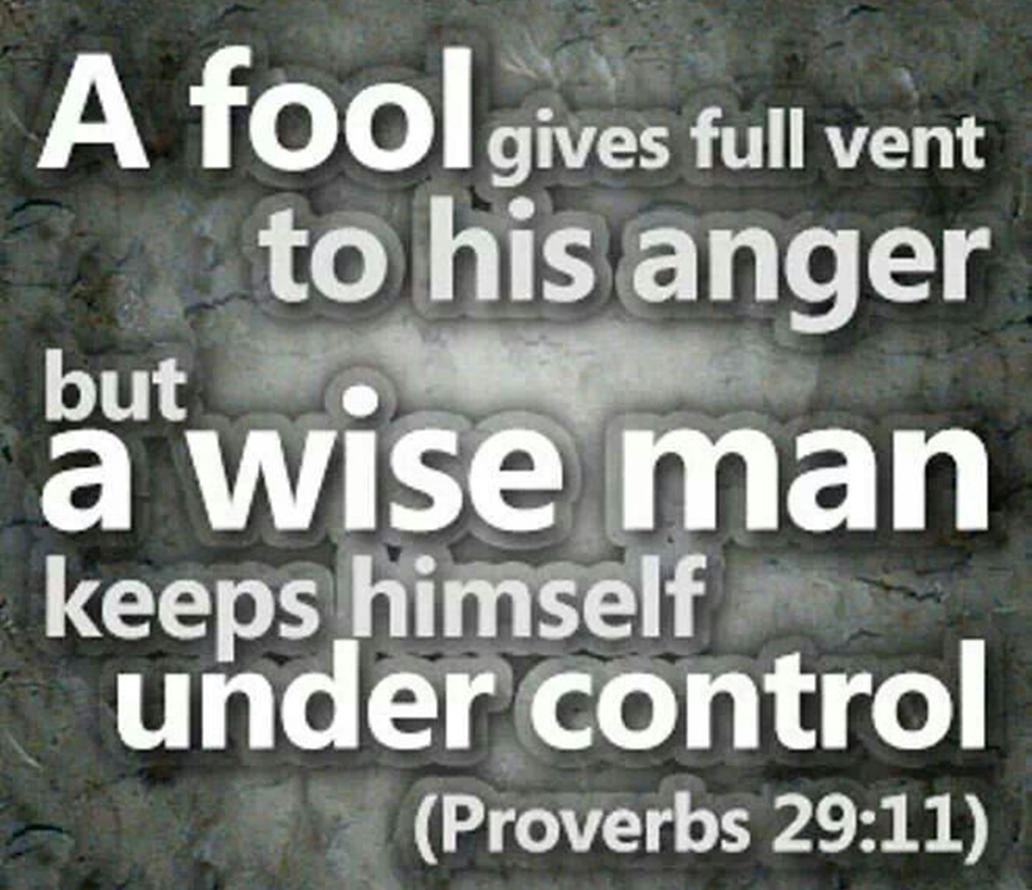 A fool gives full vent
to his anger
but
a wise man
keeps himself
under control
(Proverbs 29:11)